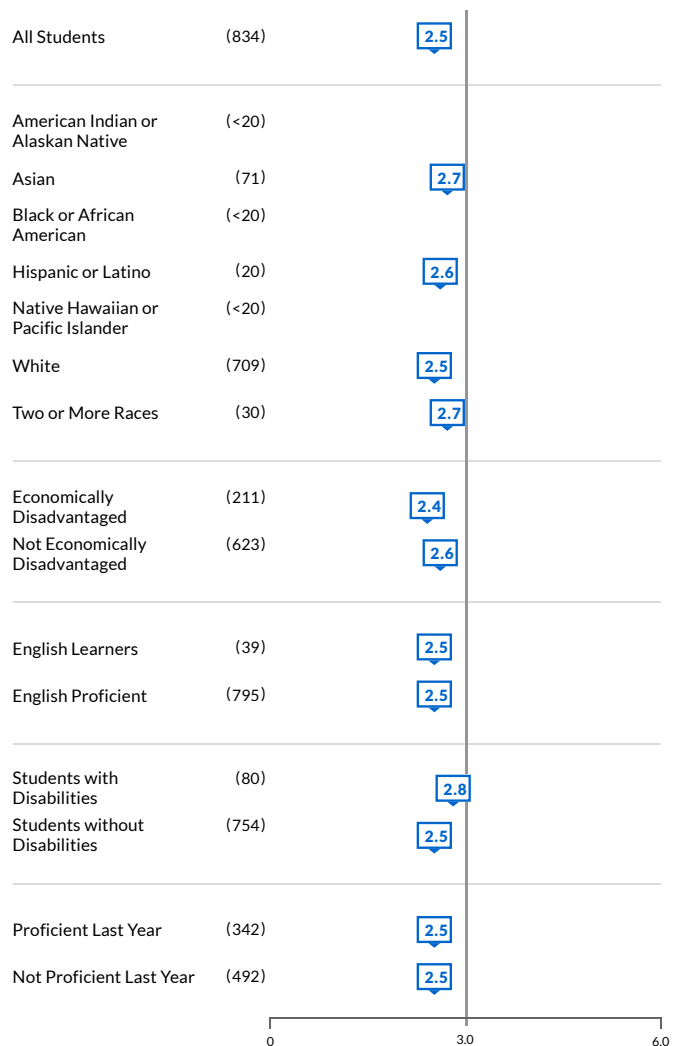 All Students (834) 2.5
American Indian or (<20)
Alaskan Native
Asian (71) 2.7
Black or African (<20)
American
Hispanic or Latino (20) 2.6
Native Hawaiian or (<20)
Pacific Islander
White (709) 2.5
Two or More Races (30) 2.7
Economically (211) 2.4
Disadvantaged
Not Economically (623) 2.6
Disadvantaged
English Learners (39) 2.5
English Proficient (795) 2.5
Students with (80) 2.8
Disabilities
Students without (754) 2.5
Disabilities
Proficient Last Year (342) 2.5
Not Proficient Last Year (492) 2.5
0 3.0 6.0